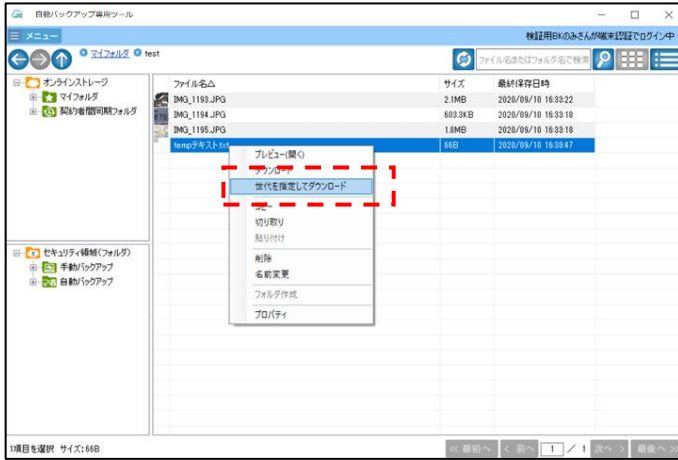 自動バックアップ専用ツール
メニュー
検証用BKのみさんが端末認証でログイン中
マイフォルダ test
ファイル名またはフォルダ名で検索
オンラインストレージ
マイフォルダ
契約者間同期フォルダ
セキュリティ領域(フォルダ)
手動バックアップ
自動バックアップ
ファイル名△ サイズ 最終保存日時
IMG_1193.JPG 2.1MB 2020/09/10 16:33:22
IMG_1194.JPG 603.3KB 2020/09/10 16:33:18
IMG_1195.JPG 1.8MB 2020/09/10 16:33:18
tempテキスト.txt 66B 2020/09/10 16:38:47
プレビュー(開く)
ダウンロード
世代を指定してダウンロード
コピー
切り取り
貼り付け
削除
名前変更
フォルダ作成
プロパティ
1項目を選択 サイズ:66B
<< 最初へ < 前へ 1 / 1 次へ > 最後へ >>